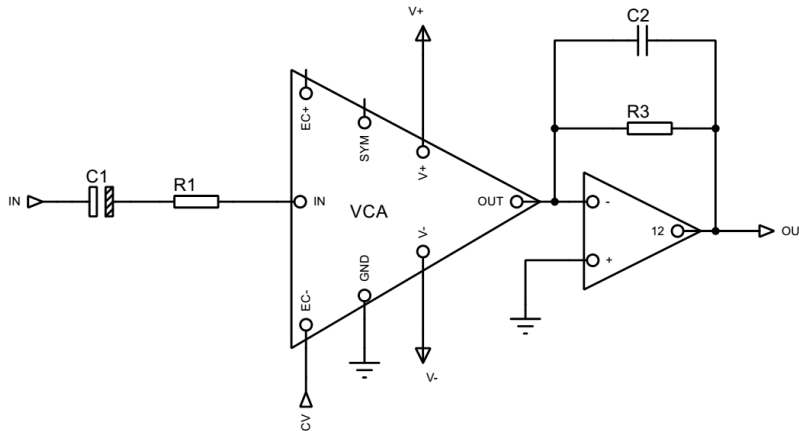 V+
C2
R3
EC+
SYM
V+
C1
R1
IN
IN
VCA
OUT
-
12
OU
V-
GND
+
EC-
V-
CV